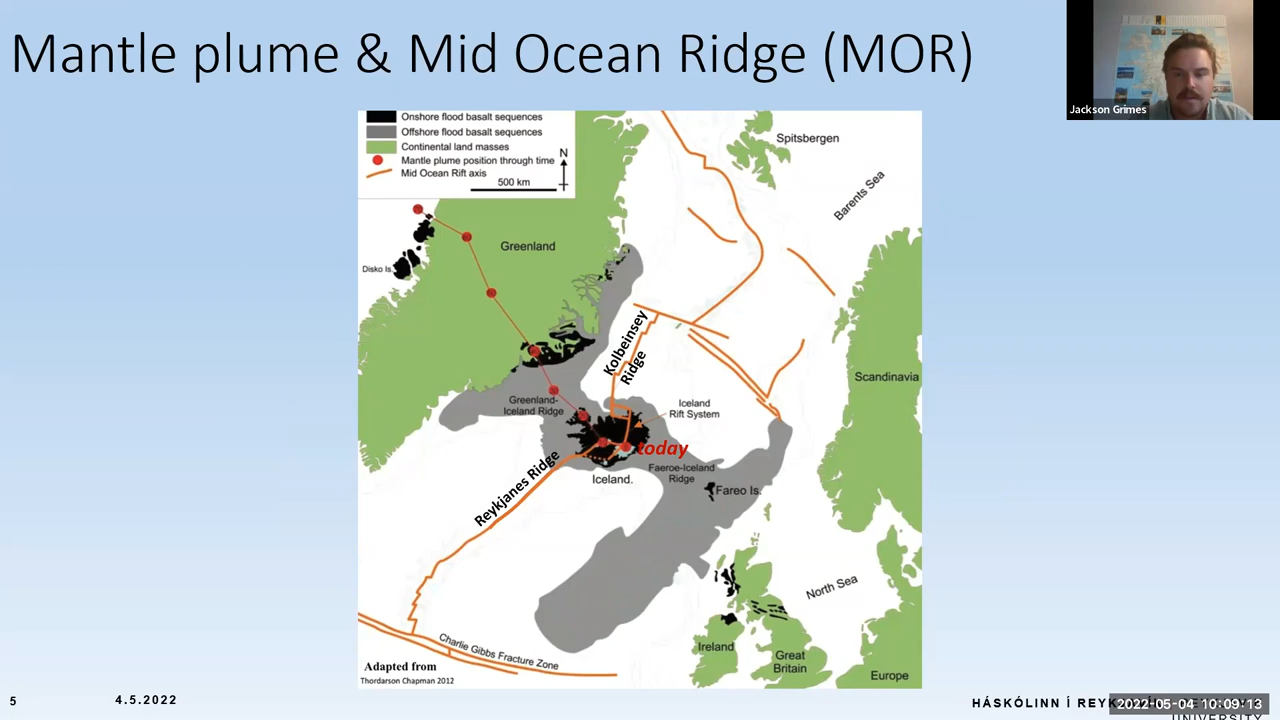 Mantle plume & Mid Ocean Ridge (MOR)
Jackson Grimes
Onshore flood basalt sequences
Offshore flood basalt sequences
Continental land masses
Mantle plume position through time
Mid Ocean Rift axis
N
500 km
Spitsbergen
Barents Sea
Greenland
Disko Is.
Kolbeinsey
Ridge
Scandinavia
Greenland-
Iceland Ridge
Iceland
Rift System
today
Faeroe-Iceland
Ridge
Iceland.
Fareo Is.
Reykjanes Ridge
North Sea
Charlie Gibbs Fracture Zone
Ireland
Great
Britain
Europe
Adapted from
Thordarson Chapman 2012
5
4.5.2022
HÁSKÓLINN Í
2022-05-04 10:09:13
UNIVERSITY